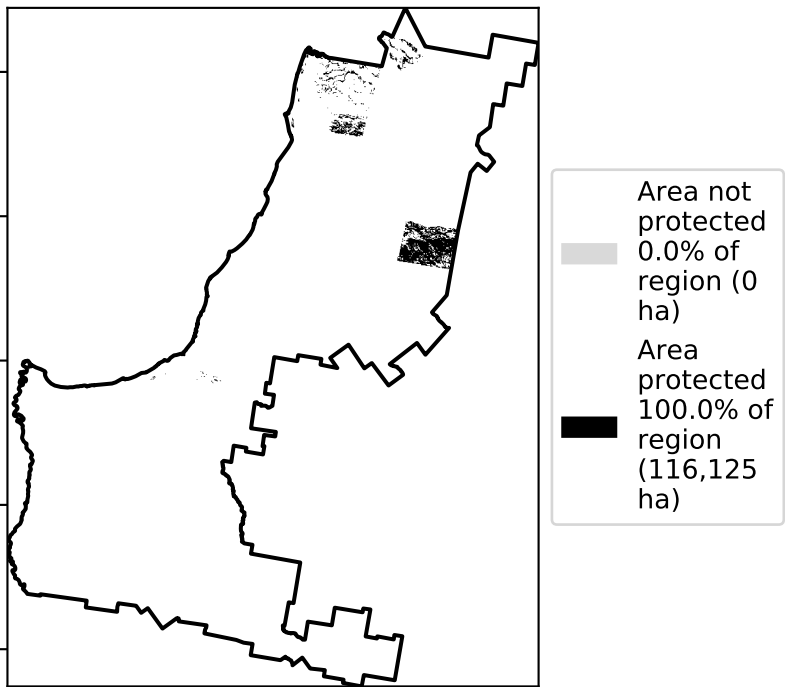 Area not
protected
0.0% of
region (0
ha)
Area
protected
100.0% of
region
(116,125
ha)